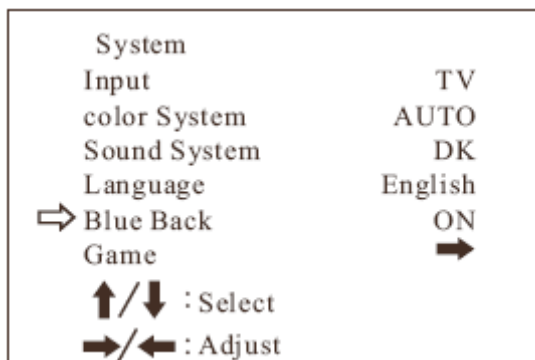 System
Input TV
color System AUTO
Sound System DK
Language English
⇨ Blue Back ON
Game ➡
⬆/⬇ : Select
➡/⬅ : Adjust